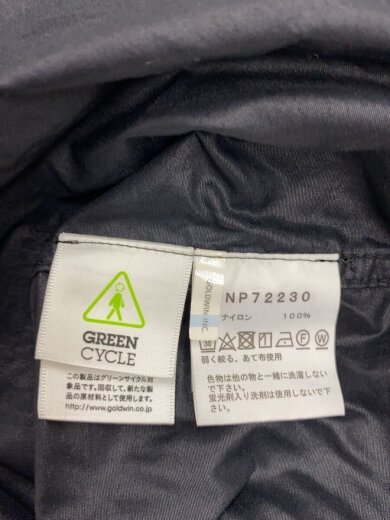 GREEN
CYCLE
この製品はグリーンサイクル対
象品です。回収して、新たな製
品の原材料として使用します。
http://www.goldwin.co.jp
GOLDWIN INC.
NP72230
ナイロン 100%
30
P
W
弱く絞る、あて布使用
色物は他の物と一緒に洗濯しない
で下さい。
蛍光剤入り洗剤は使用しないで下
さい。